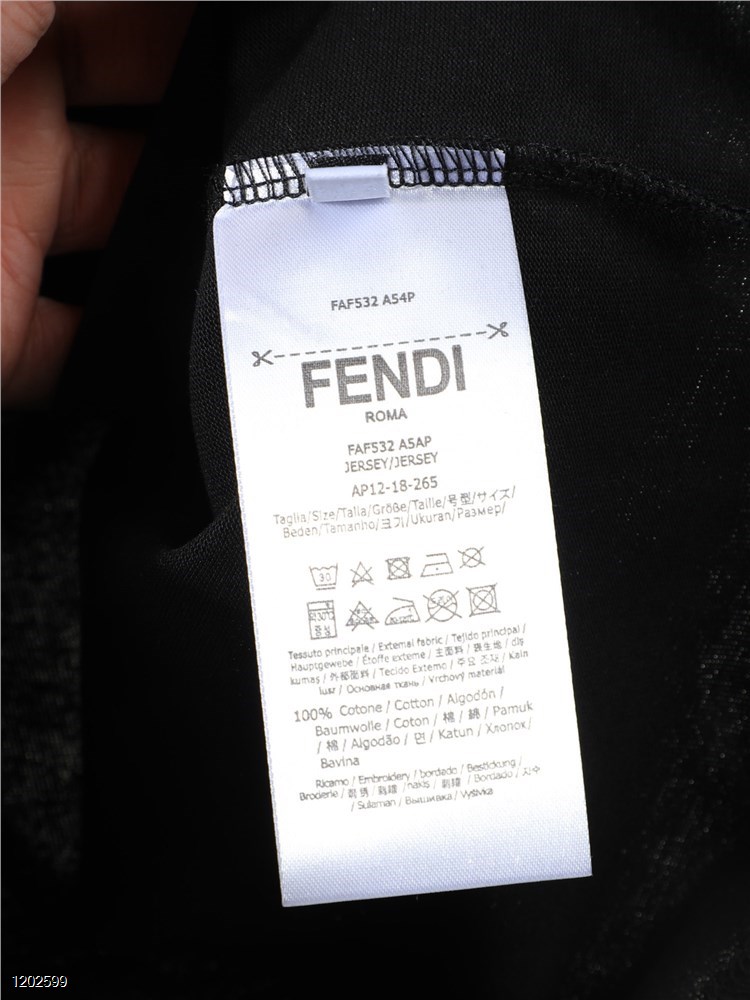 FAF532 A54P
FENDI
ROMA
FAF532 A5AP
JERSEY/JERSEY
AP12-18-265
Taglia/Size/Talla/Größe/Taille/号型/サイズ/
Beden/Tamanho/크기/Ukuran/Размер/
30
Tessuto principale / External fabric / Tejido principal /
Hauptgewebe / Étoffe externe / 主面料 / 表生地 / dış
kumaş / 外部面料 / Tecido Externo / 주요 조직 / Kain
luar / Основная ткань / Vrchový materiál
100% Cotone / Cotton / Algodón /
Baumwolle / Coton / 棉 / 綿 / Pamuk
/ 棉 / Algodão / 면 / Katun / Хлопок /
Bavlna
Ricamo / Embroidery / bordado / Bestickung /
Broderie / 刺绣 / 刺繍 / nakış / 刺繡 / Bordado / 자수
/ Sulaman / Вышивка / Výšivka
1202599